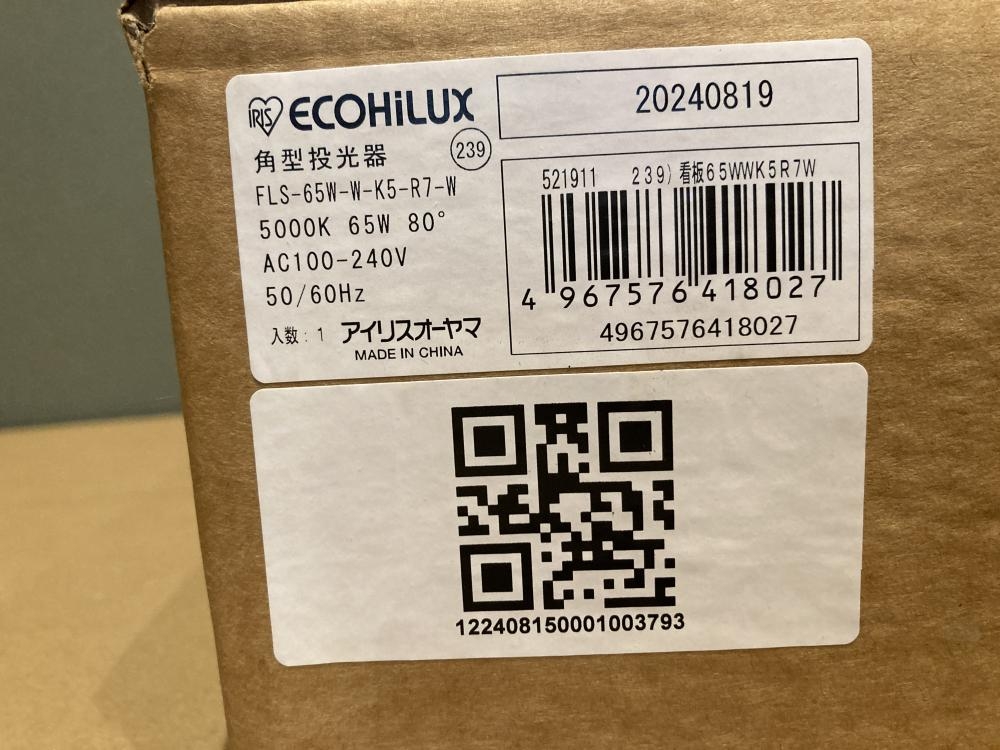 IRIS ECOHiLUX
角型投光器 239
FLS-65W-W-K5-R7-W
5000K 65W 80°
AC100-240V
50/60Hz
入数：1 アイリスオーヤマ
MADE IN CHINA
20240819
521911 239）看板65WWK5R7W
4 967576 418027
4967576418027
122408150001003793